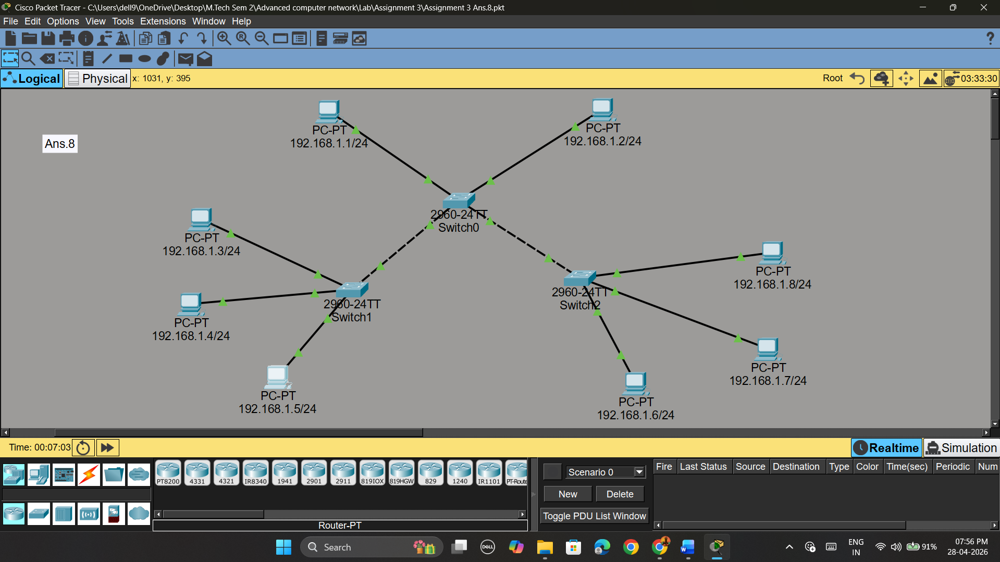 Cisco Packet Tracer - C:\Users\dell9\OneDrive\Desktop\M.Tech Sem 2\Advanced computer network\Lab\Assignment 3\Assignment 3 Ans.8.pkt
File Edit Options View Tools Extensions Window Help
Logical Physical x: 1031, y: 395 Root 03:33:30
Ans.8
PC-PT
192.168.1.1/24
PC-PT
192.168.1.2/24
2960-24TT
Switch0
PC-PT
192.168.1.3/24
PC-PT
192.168.1.4/24
2960-24TT
Switch1
PC-PT
192.168.1.5/24
2960-24TT
Switch2
PC-PT
192.168.1.8/24
PC-PT
192.168.1.7/24
PC-PT
192.168.1.6/24
Time: 00:07:03 Realtime Simulation
PT8200 4331 4321 IR8340 1941 2901 2911 819IOX 819HGW 829 1240 IR1101 PT-Route
Router-PT
Scenario 0
New Delete
Toggle PDU List Window
Fire Last Status Source Destination Type Color Time(sec) Periodic Num
Search
DELL
W
ENG
IN
91%
07:56 PM
28-04-2026